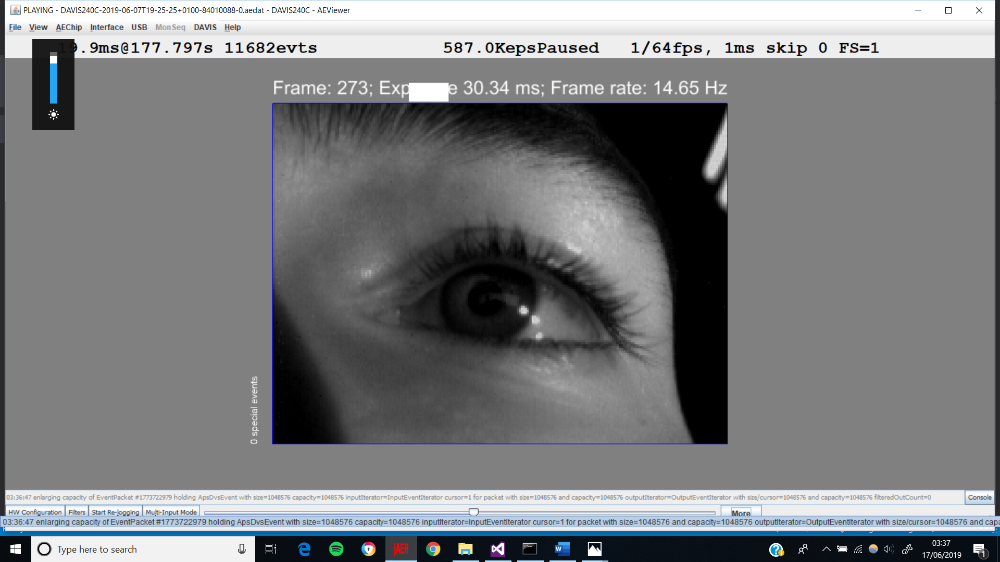 PLAYING - DAVIS240C-2019-06-07T19-25-25+0100-84010088-0.aedat - DAVIS240C - AEViewer
File View AEChip Interface USB MonSeq DAVIS Help
19.9ms@177.797s 11682evts 587.0KepsPaused 1/64fps, 1ms skip 0 FS=1
Frame: 273; Exp e 30.34 ms; Frame rate: 14.65 Hz
0 special events
03:36:47 enlarging capacity of EventPacket #1773722979 holding ApsDvsEvent with size=1048576 capacity=1048576 inputIterator=InputEventIterator cursor=1 for packet with size=1048576 and capacity=1048576 outputIterator=OutputEventIterator with size/cursor=1048576 and capacity=1048576 filteredOutCount=0
Console
HW Configuration Filters Start Re-logging Multi-Input Mode More
03:36:47 enlarging capacity of EventPacket #1773722979 holding ApsDvsEvent with size=1048576 capacity=1048576 inputIterator=InputEventIterator cursor=1 for packet with size=1048576 and capacity=1048576 outputIterator=OutputEventIterator with size/cursor=1048576 and capa
Type here to search
jAER
03:37
17/06/2019
1